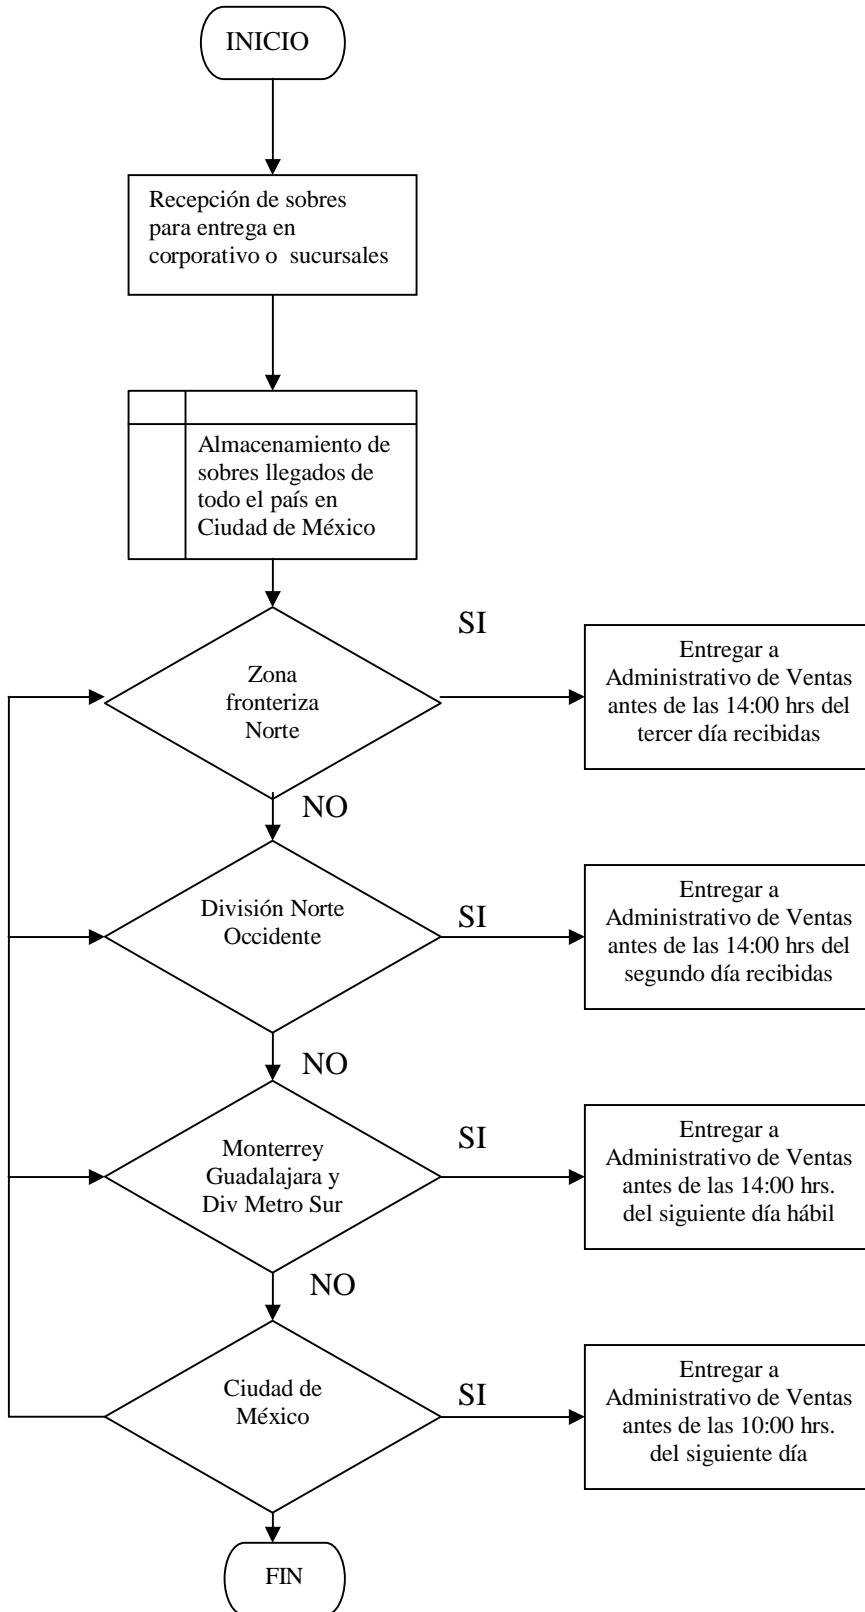 INICIO
Recepción de sobres
para entrega en
corporativo o  sucursales
Almacenamiento de
sobres llegados de
todo el país en
Ciudad de México
Zona
fronteriza
Norte
SI
Entregar a
Administrativo de Ventas
antes de las 14:00 hrs del
tercer día recibidas
NO
División Norte
Occidente
SI
Entregar a
Administrativo de Ventas
antes de las 14:00 hrs del
segundo día recibidas
NO
Monterrey
Guadalajara y
Div Metro Sur
SI
Entregar a
Administrativo de Ventas
antes de las 14:00 hrs.
del siguiente día hábil
NO
Ciudad de
México
SI
Entregar a
Administrativo de Ventas
antes de las 10:00 hrs.
del siguiente día
FIN